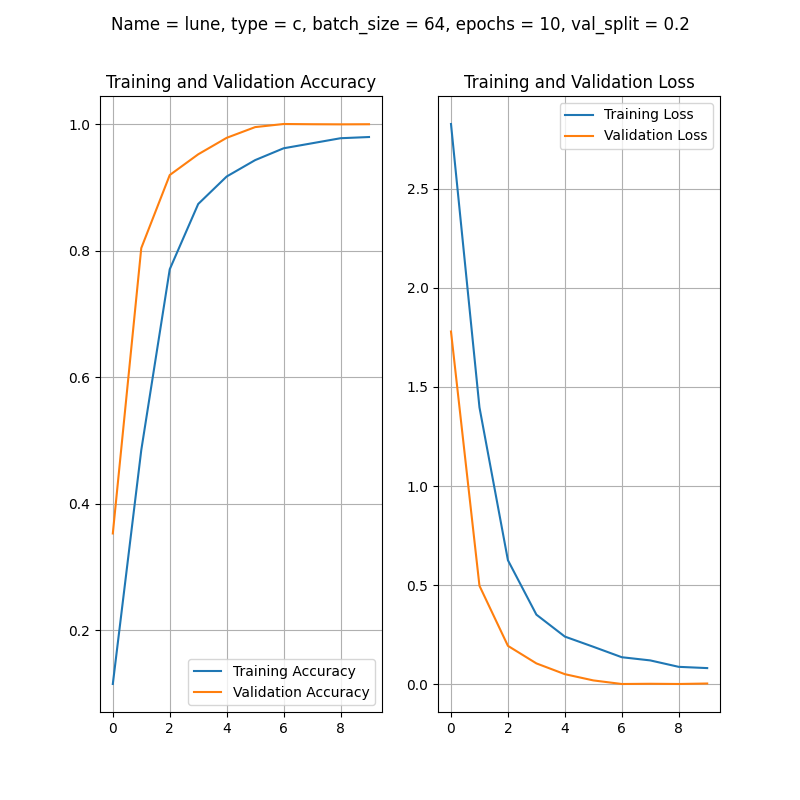 Name = lune, type = c, batch_size = 64, epochs = 10, val_split = 0.2
Training and Validation Accuracy
1.0
0.8
0.6
0.4
0.2
0 2 4 6 8
Training Accuracy
Validation Accuracy
Training and Validation Loss
Training Loss
Validation Loss
2.5
2.0
1.5
1.0
0.5
0.0
0 2 4 6 8